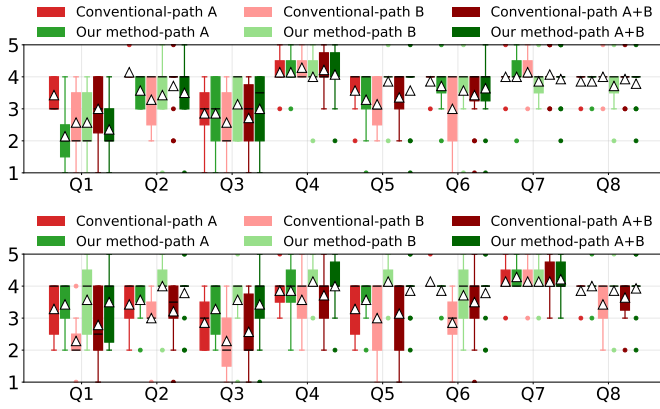 Conventional-path A Conventional-path B Conventional-path A+B
Our method-path A Our method-path B Our method-path A+B
5
4
3
2
1
Q1 Q2 Q3 Q4 Q5 Q6 Q7 Q8
Conventional-path A Conventional-path B Conventional-path A+B
Our method-path A Our method-path B Our method-path A+B
5
4
3
2
1
Q1 Q2 Q3 Q4 Q5 Q6 Q7 Q8